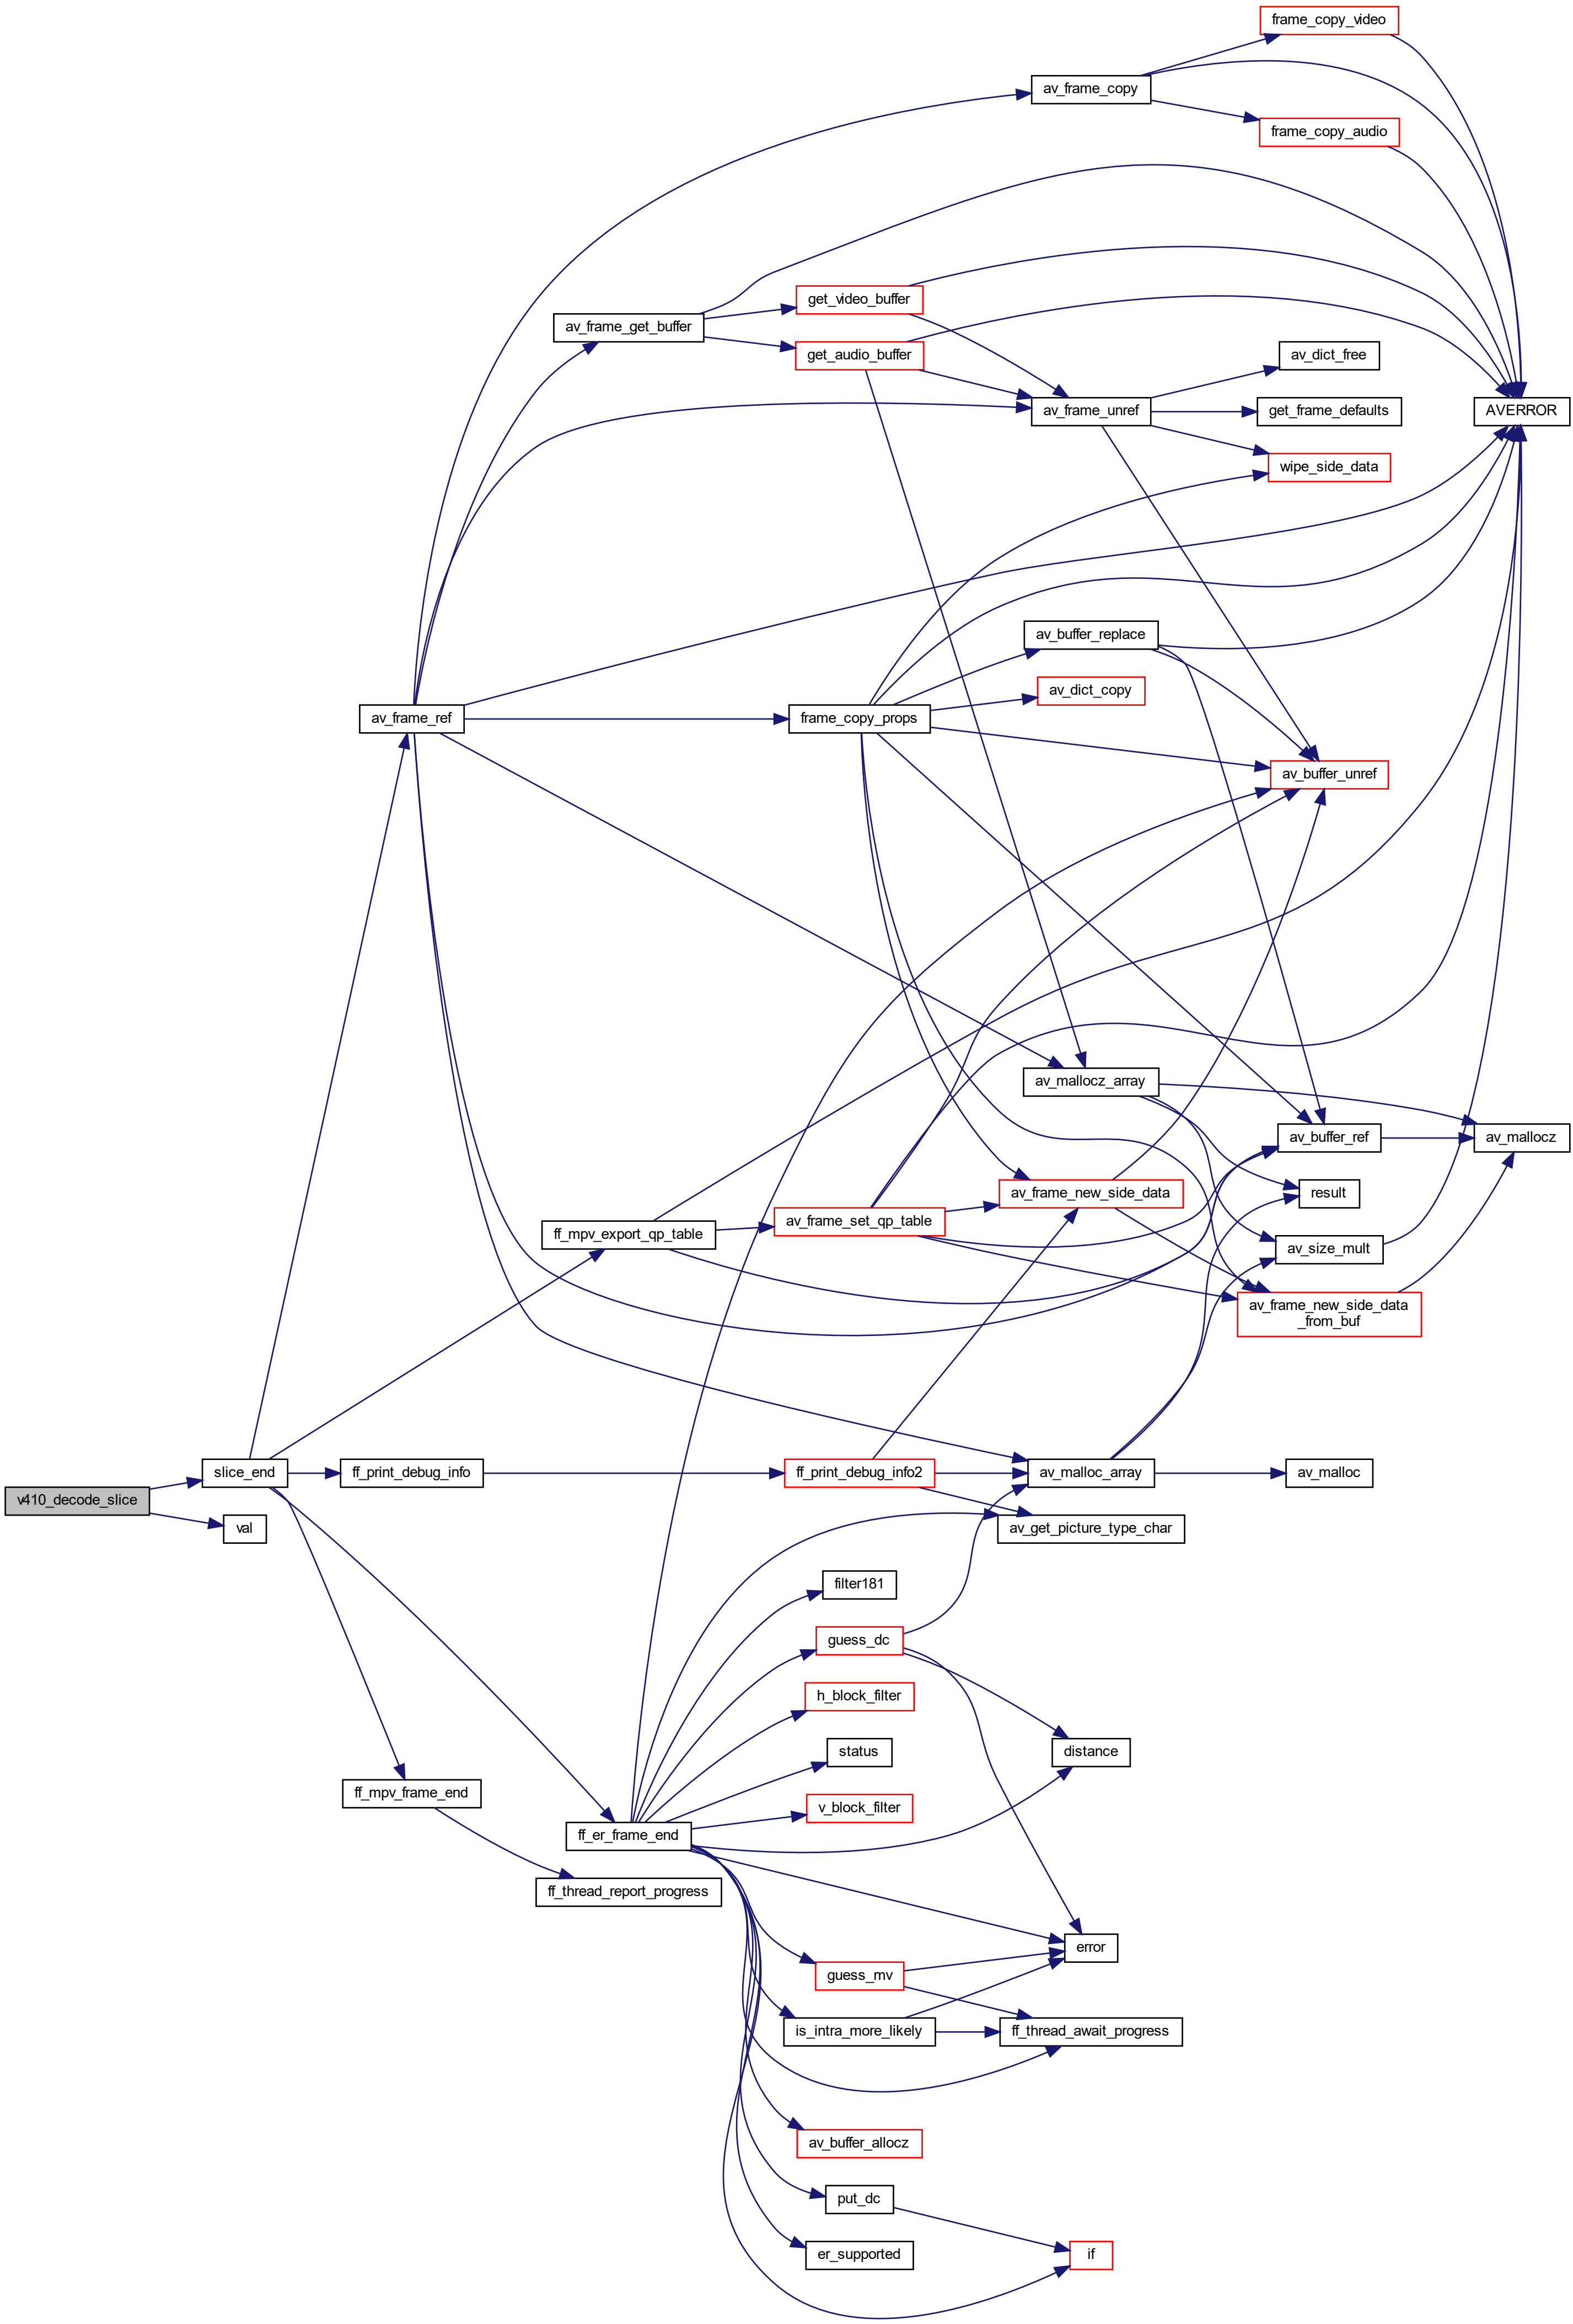 frame_copy_video
av_frame_copy
frame_copy_audio
get_video_buffer
av_frame_get_buffer
get_audio_buffer
av_dict_free
av_frame_unref
get_frame_defaults
AVERROR
wipe_side_data
av_buffer_replace
av_dict_copy
av_frame_ref
frame_copy_props
av_buffer_unref
av_mallocz_array
av_buffer_ref
av_mallocz
av_frame_new_side_data
result
av_frame_set_qp_table
ff_mpv_export_qp_table
av_size_mult
av_frame_new_side_data
_from_buf
slice_end
ff_print_debug_info
ff_print_debug_info2
av_malloc_array
av_malloc
v410_decode_slice
val
av_get_picture_type_char
filter181
guess_dc
h_block_filter
status
distance
ff_mpv_frame_end
v_block_filter
ff_er_frame_end
ff_thread_report_progress
error
guess_mv
is_intra_more_likely
ff_thread_await_progress
av_buffer_allocz
put_dc
er_supported
if